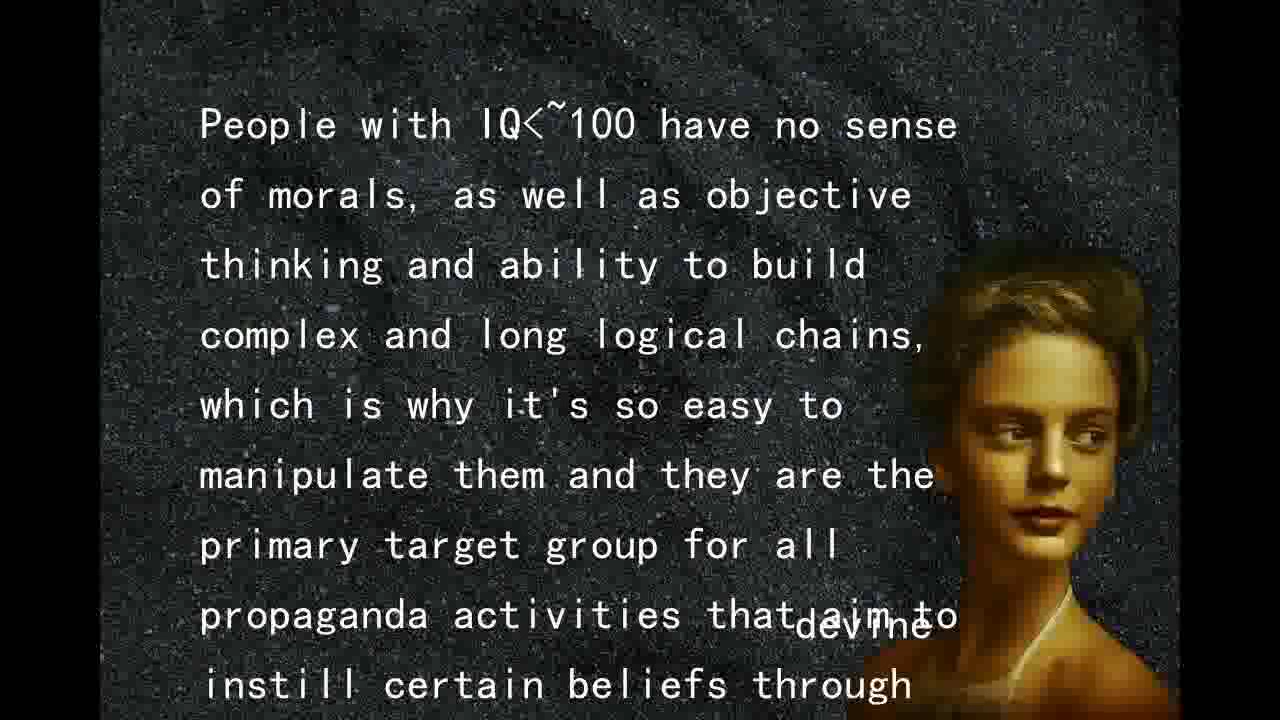 People with IQ<~100 have no sense
of morals, as well as objective
thinking and ability to build
complex and long logical chains,
which is why it's so easy to
manipulate them and they are the
primary target group for all
propaganda activities that aim to
devine
instill certain beliefs through